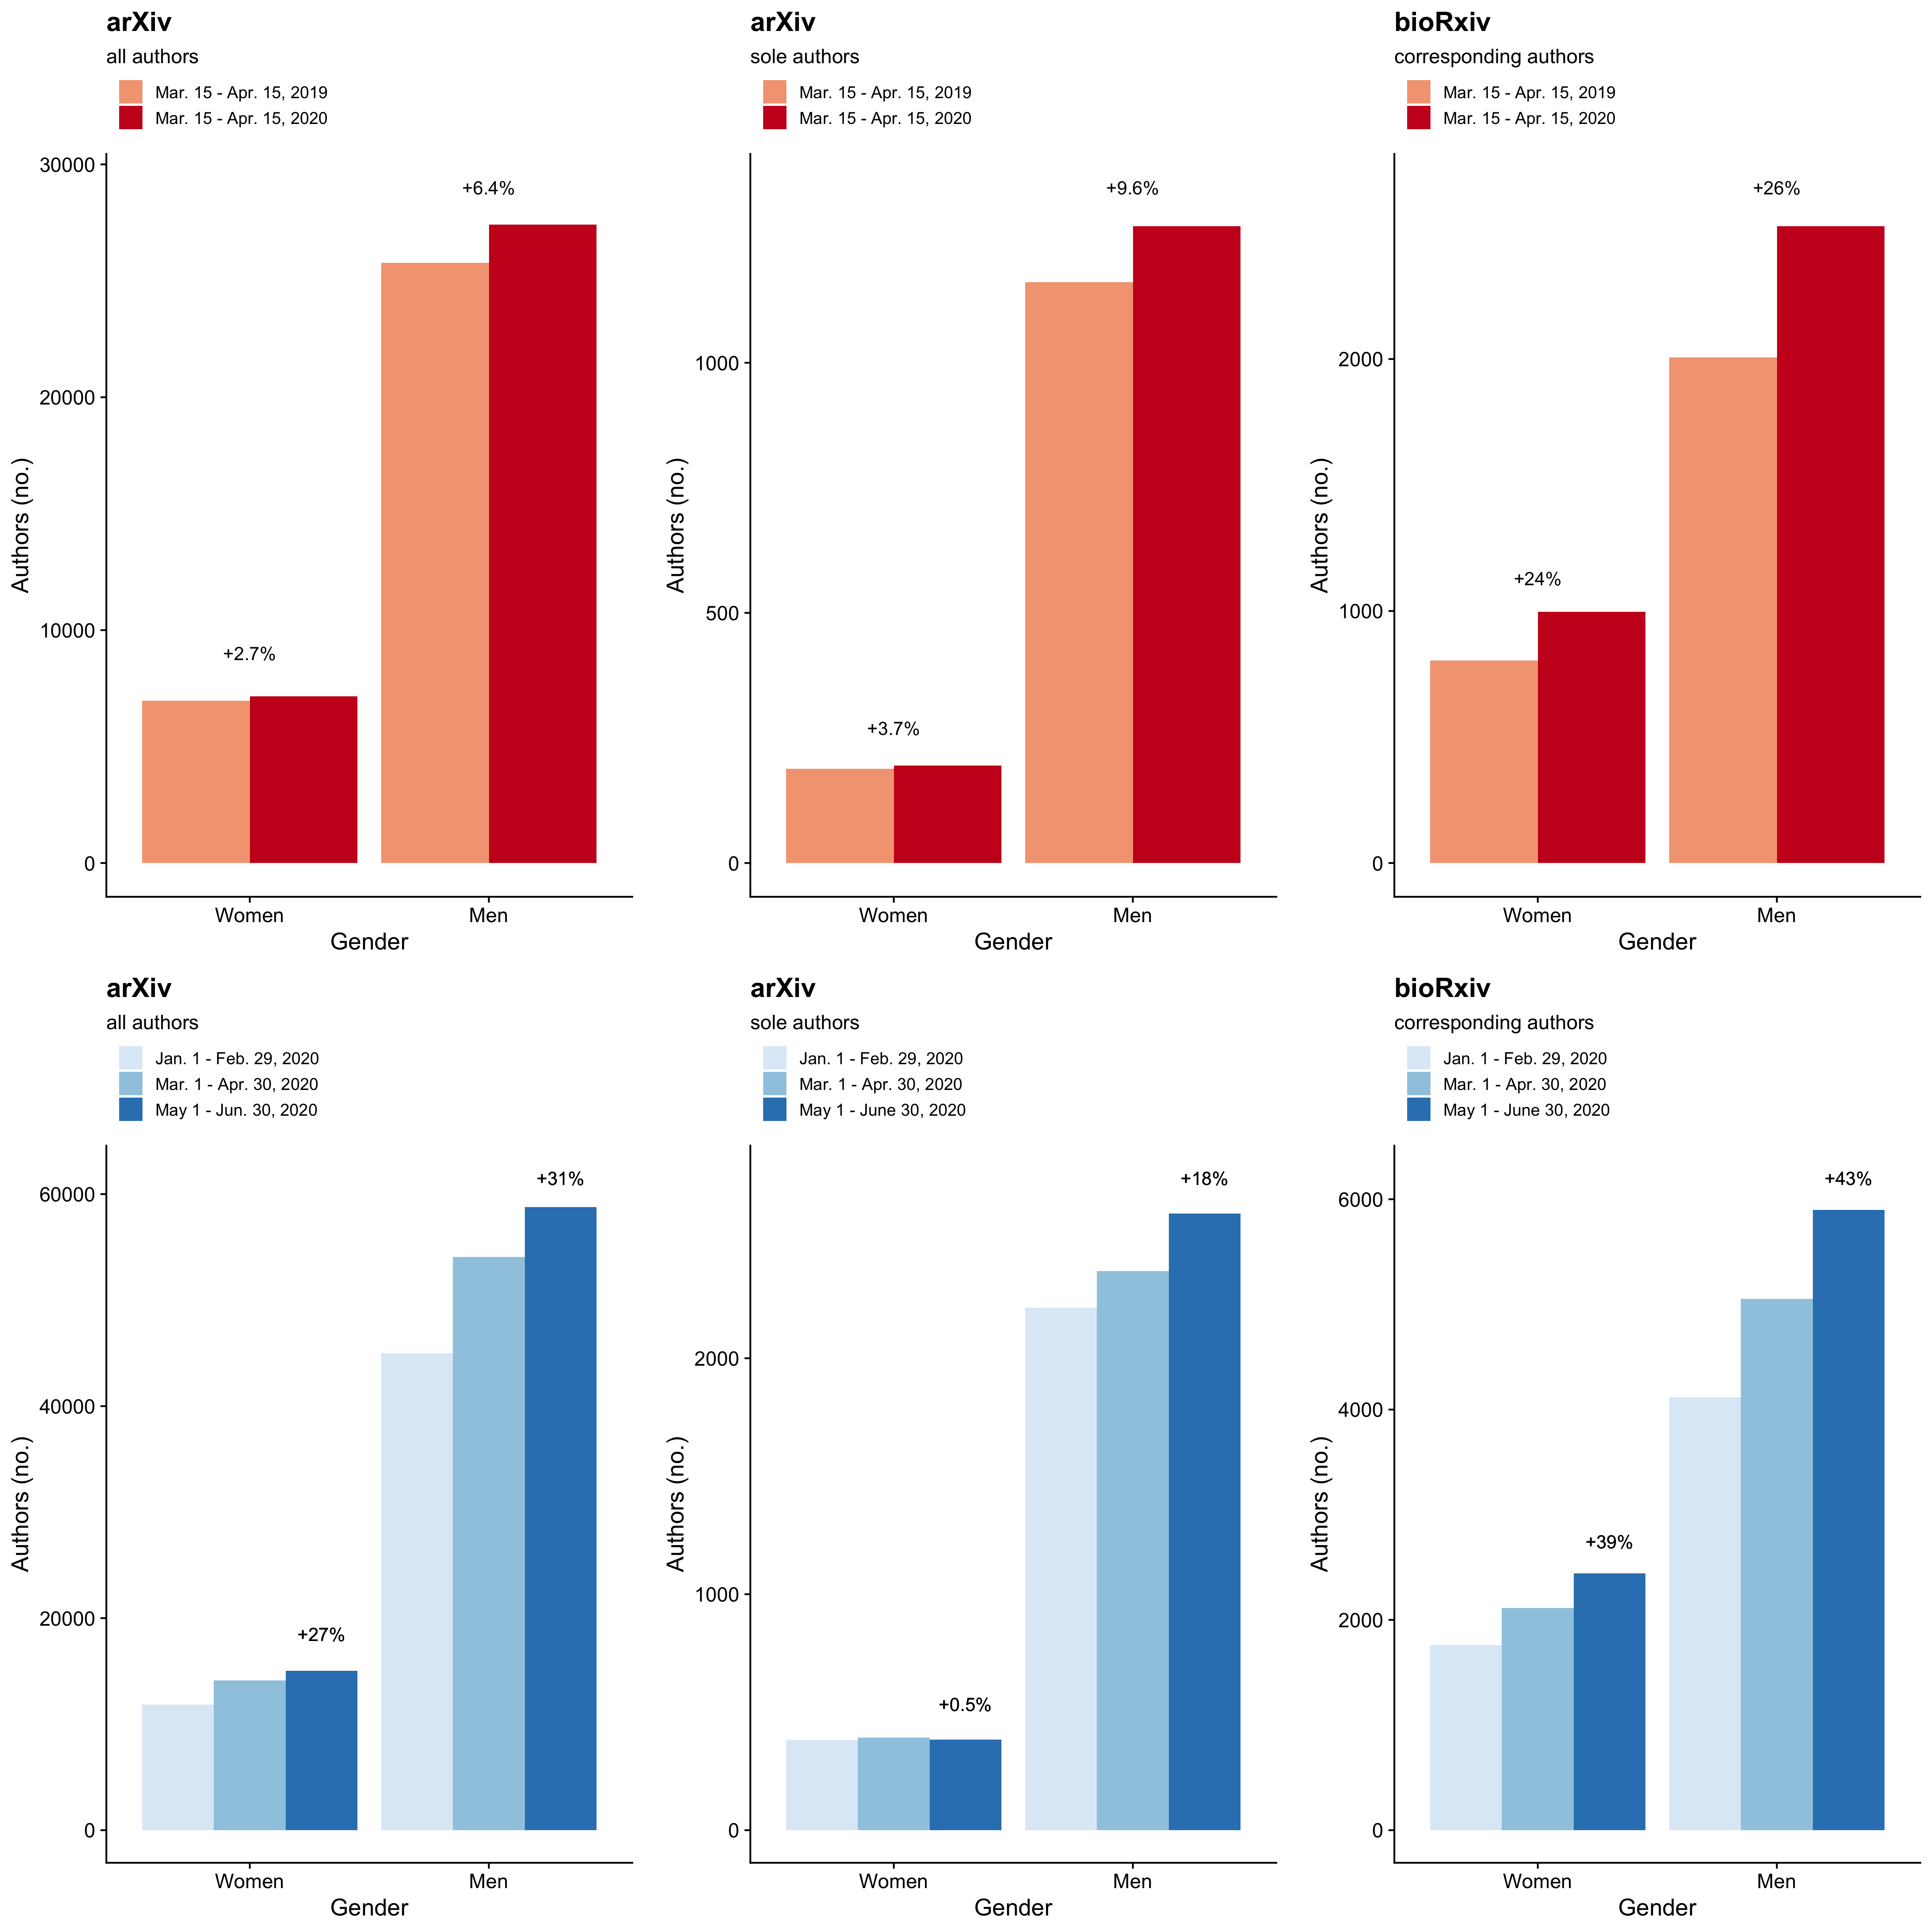 arXiv
all authors
Mar. 15 - Apr. 15, 2019
Mar. 15 - Apr. 15, 2020
30000
20000
10000
0
Authors (no.)
+2.7%
+6.4%
Women
Men
Gender
arXiv
sole authors
Mar. 15 - Apr. 15, 2019
Mar. 15 - Apr. 15, 2020
1000
500
0
Authors (no.)
+3.7%
+9.6%
Women
Men
Gender
bioRxiv
corresponding authors
Mar. 15 - Apr. 15, 2019
Mar. 15 - Apr. 15, 2020
2000
1000
0
Authors (no.)
+24%
+26%
Women
Men
Gender
arXiv
all authors
Jan. 1 - Feb. 29, 2020
Mar. 1 - Apr. 30, 2020
May 1 - Jun. 30, 2020
60000
40000
20000
0
Authors (no.)
+27%
+31%
Women
Men
Gender
arXiv
sole authors
Jan. 1 - Feb. 29, 2020
Mar. 1 - Apr. 30, 2020
May 1 - June 30, 2020
2000
1000
0
Authors (no.)
+0.5%
+18%
Women
Men
Gender
bioRxiv
corresponding authors
Jan. 1 - Feb. 29, 2020
Mar. 1 - Apr. 30, 2020
May 1 - June 30, 2020
6000
4000
2000
0
Authors (no.)
+39%
+43%
Women
Men
Gender